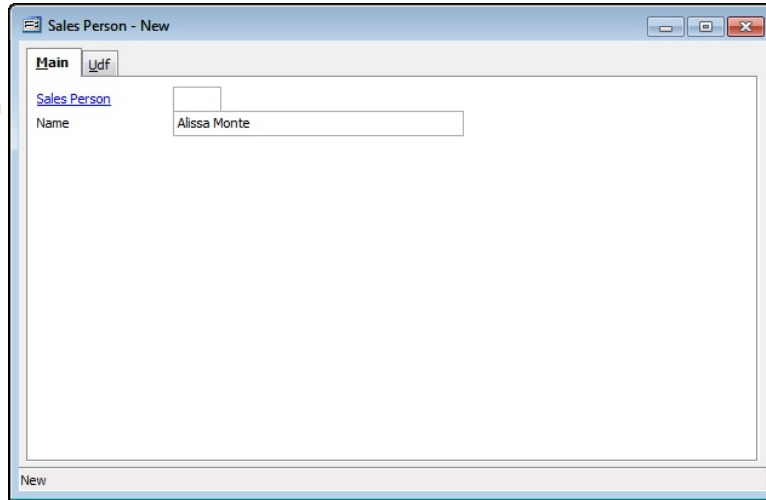 Sales Person - New
Main Udf
Sales Person
Name Alissa Monte
New